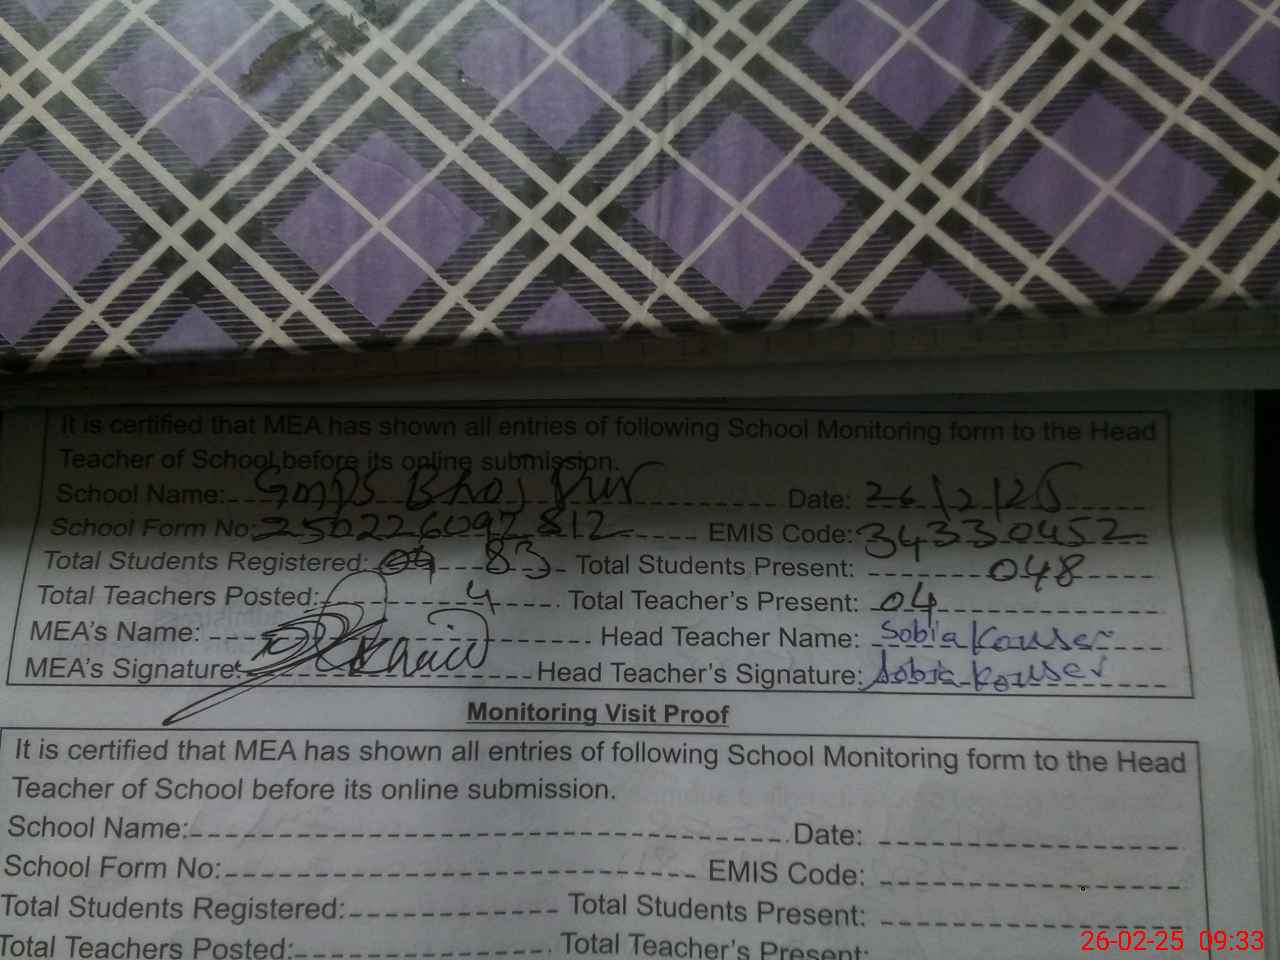 It is certified that MEA has shown all entries of following School Monitoring form to the Head
Teacher of School before its online submission.
School Name: GMPS Bhoj Pur Date: 26/2/25
School Form No: 250226097812 EMIS Code: 34330452
Total Students Registered: 83 Total Students Present: 048
Total Teachers Posted: 4 Total Teacher's Present: 04
MEA's Name: Head Teacher Name: Sobia Kouser
MEA's Signature: Head Teacher's Signature: Sobia Kouser
Monitoring Visit Proof
It is certified that MEA has shown all entries of following School Monitoring form to the Head
Teacher of School before its online submission.
School Name: Date:
School Form No: EMIS Code:
Total Students Registered: Total Students Present:
Total Teachers Posted: Total Teacher's Present:
26-02-25 09:33